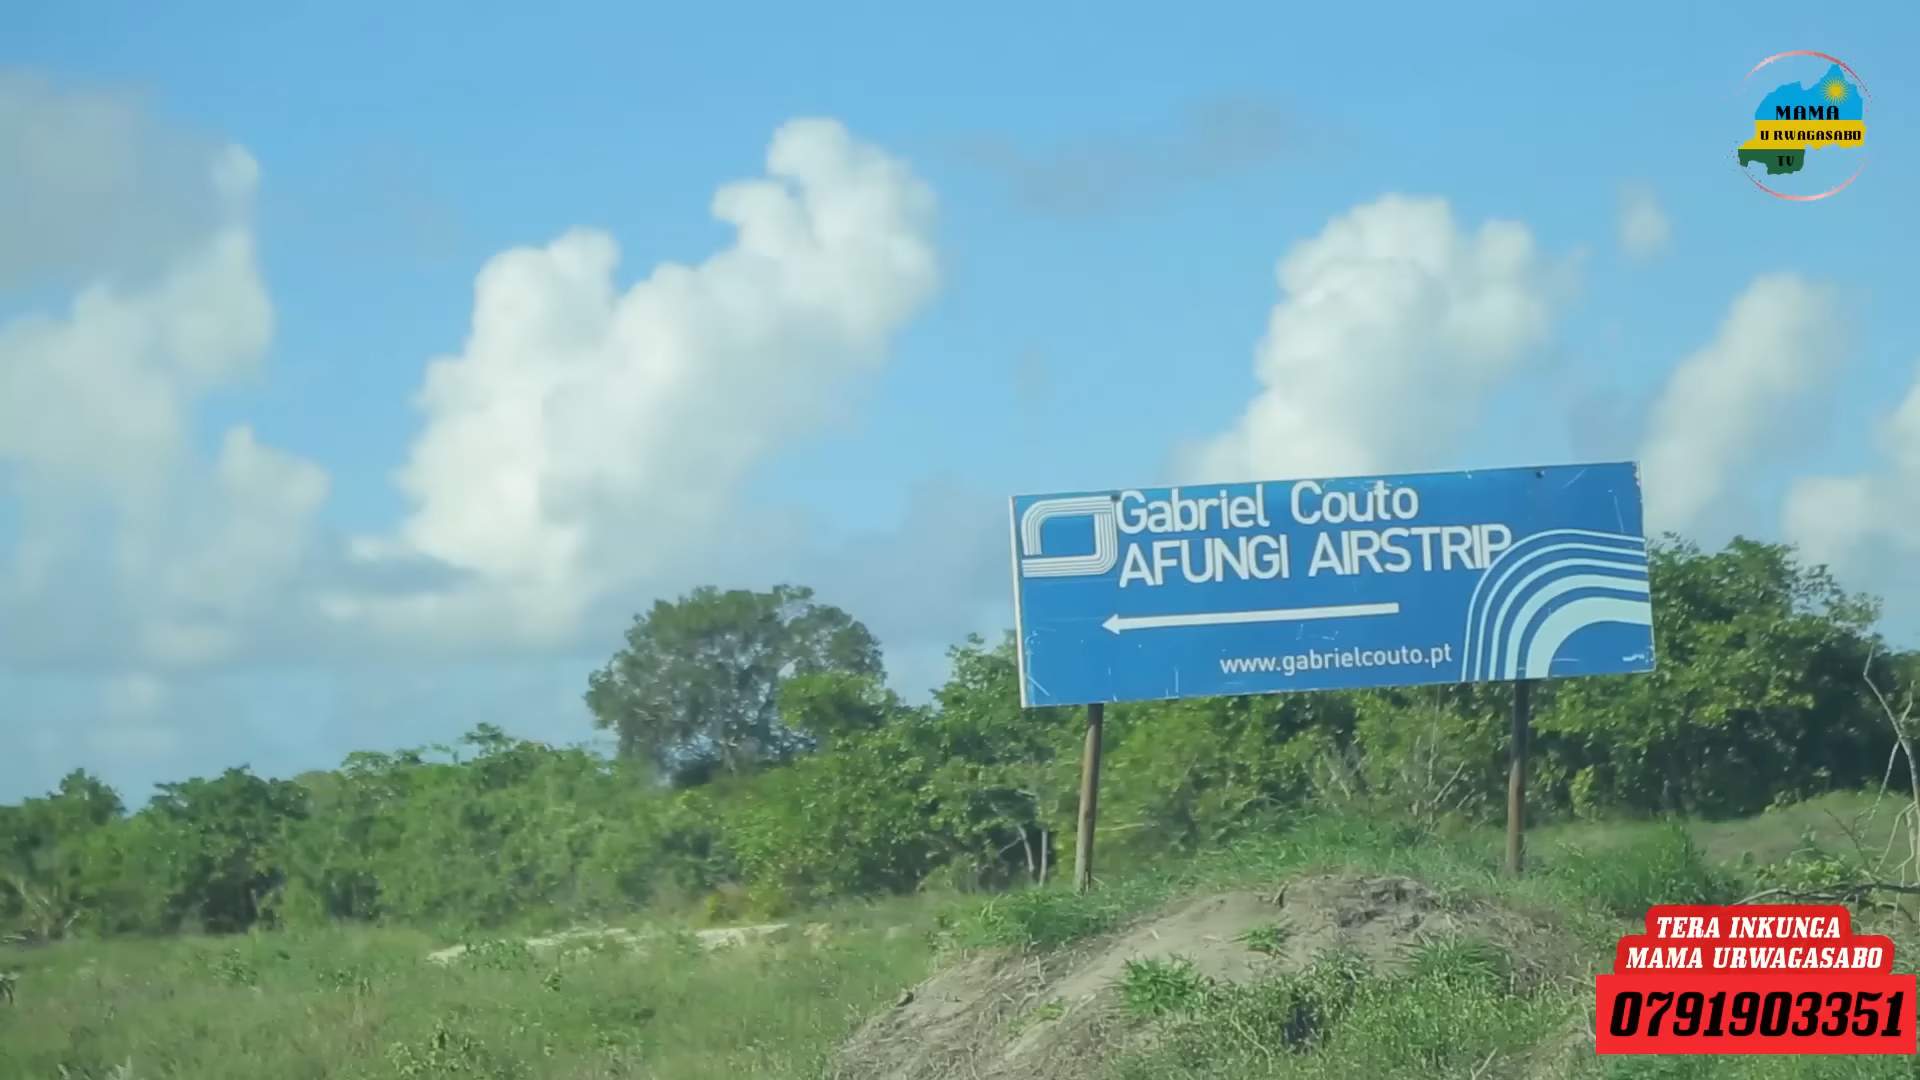 MAMA
U RWAGASABO
TV
Gabriel Couto
AFUNGI AIRSTRIP
www.gabrielcouto.pt
TERA INKUNGA
MAMA URWAGASABO
0791903351